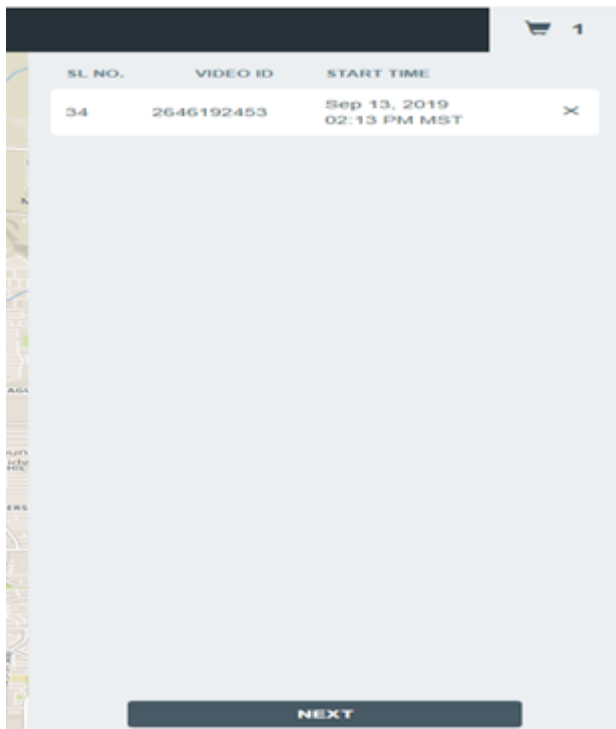 1
SL NO. VIDEO ID START TIME
34 2646192453 Sep 13, 2019
02:13 PM MST ×
NEXT